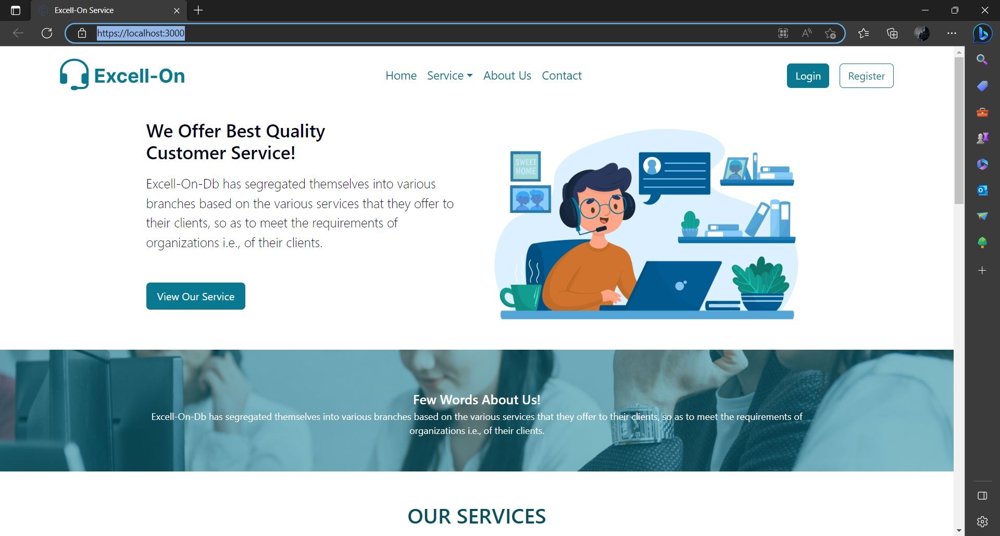 Excell-On Service
https://localhost:3000
Excell-On
Home Service About Us Contact
Login Register
We Offer Best Quality
Customer Service!
Excell-On-Db has segregated themselves into various
branches based on the various services that they offer to
their clients, so as to meet the requirements of
organizations i.e., of their clients.
View Our Service
SWEET
HOME
Few Words About Us!
Excell-On-Db has segregated themselves into various branches based on the various services that they offer to their clients, so as to meet the requirements of
organizations i.e., of their clients.
OUR SERVICES